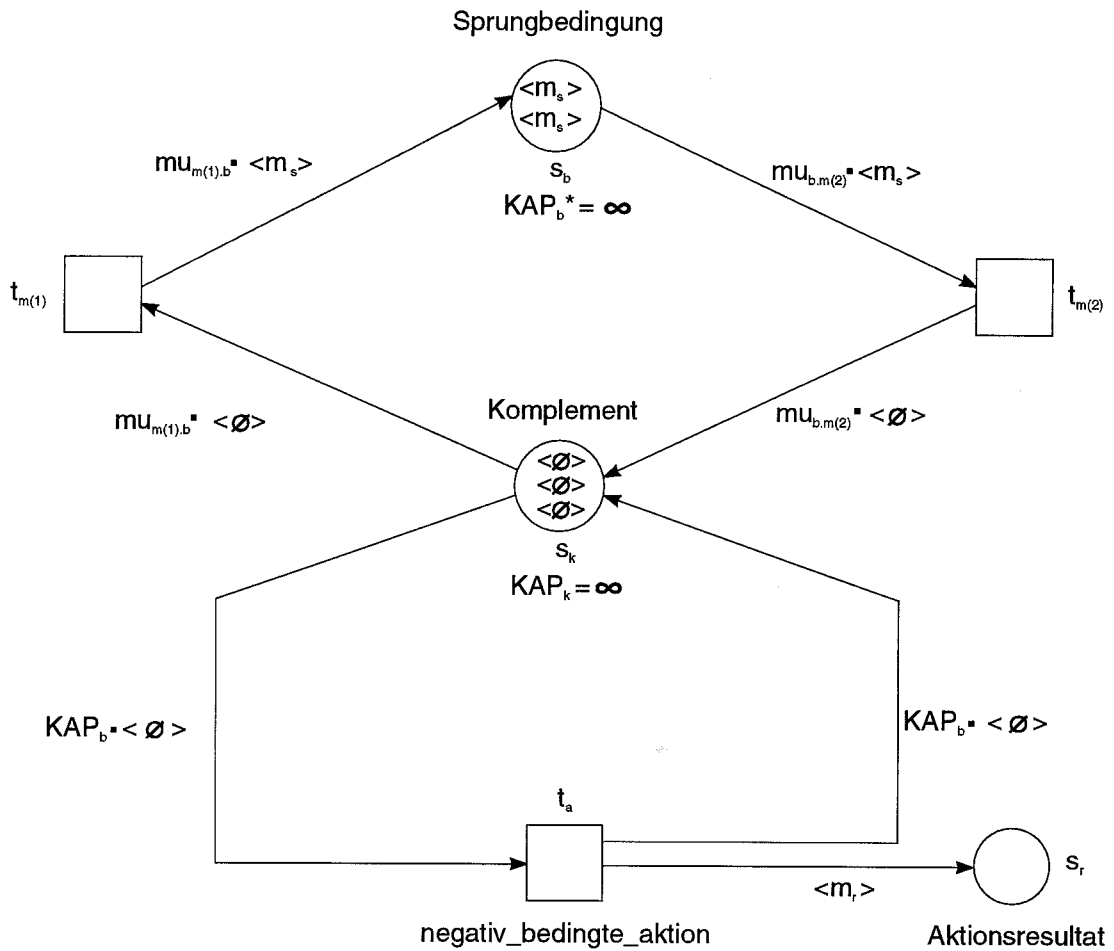 Sprungbedingung
<m_s>
<m_s>
mu_m(1).b▪ <m_s>
s_b
mu_b.m(2)▪ <m_s>
KAP_b* = ∞
t_m(1)
t_m(2)
mu_m(1).b▪ <Ø>
Komplement
mu_b.m(2)▪ <Ø>
<Ø>
<Ø>
<Ø>
s_k
KAP_k = ∞
KAP_b▪ <Ø>
KAP_b▪ <Ø>
t_a
s_r
<m_r>
negativ_bedingte_aktion
Aktionsresultat